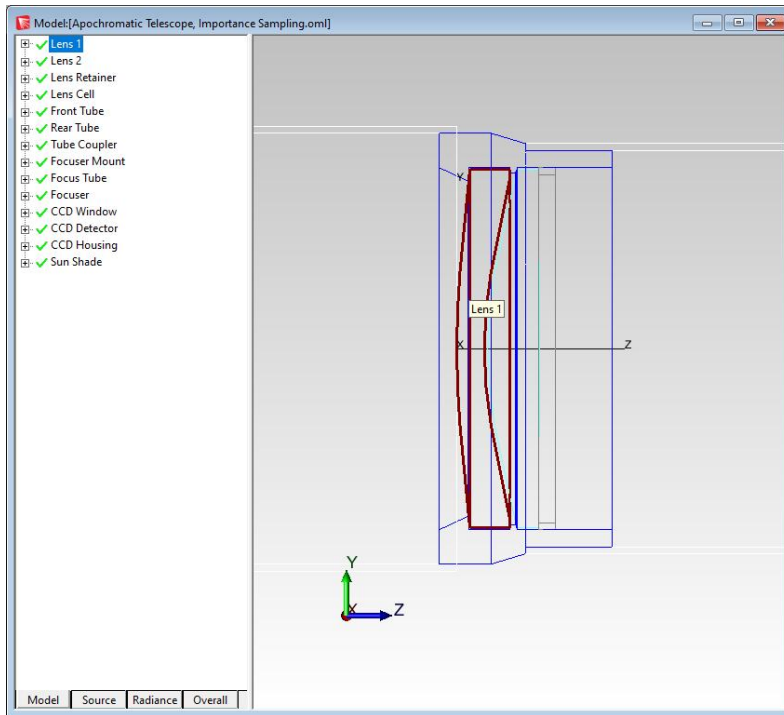 Model:[Apochromatic Telescope, Importance Sampling.oml]
Lens 1
Lens 2
Lens Retainer
Lens Cell
Front Tube
Rear Tube
Tube Coupler
Focuser Mount
Focus Tube
Focuser
CCD Window
CCD Detector
CCD Housing
Sun Shade
Y
Lens 1
X
Z
Y
X
Z
Model Source Radiance Overall